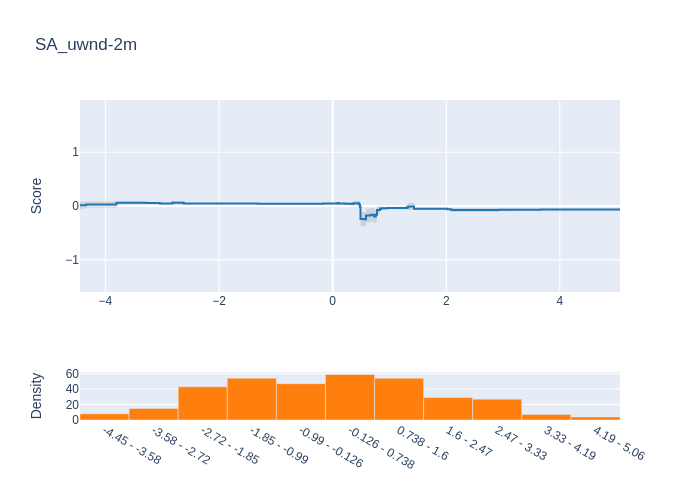 SA_uwnd-2m
Score
1
0
−1
−4
−2
0
2
4
Density
60
40
20
0
-4.45 - -3.58
-3.58 - -2.72
-2.72 - -1.85
-1.85 - -0.99
-0.99 - -0.126
-0.126 - 0.738
0.738 - 1.6
1.6 - 2.47
2.47 - 3.33
3.33 - 4.19
4.19 - 5.06